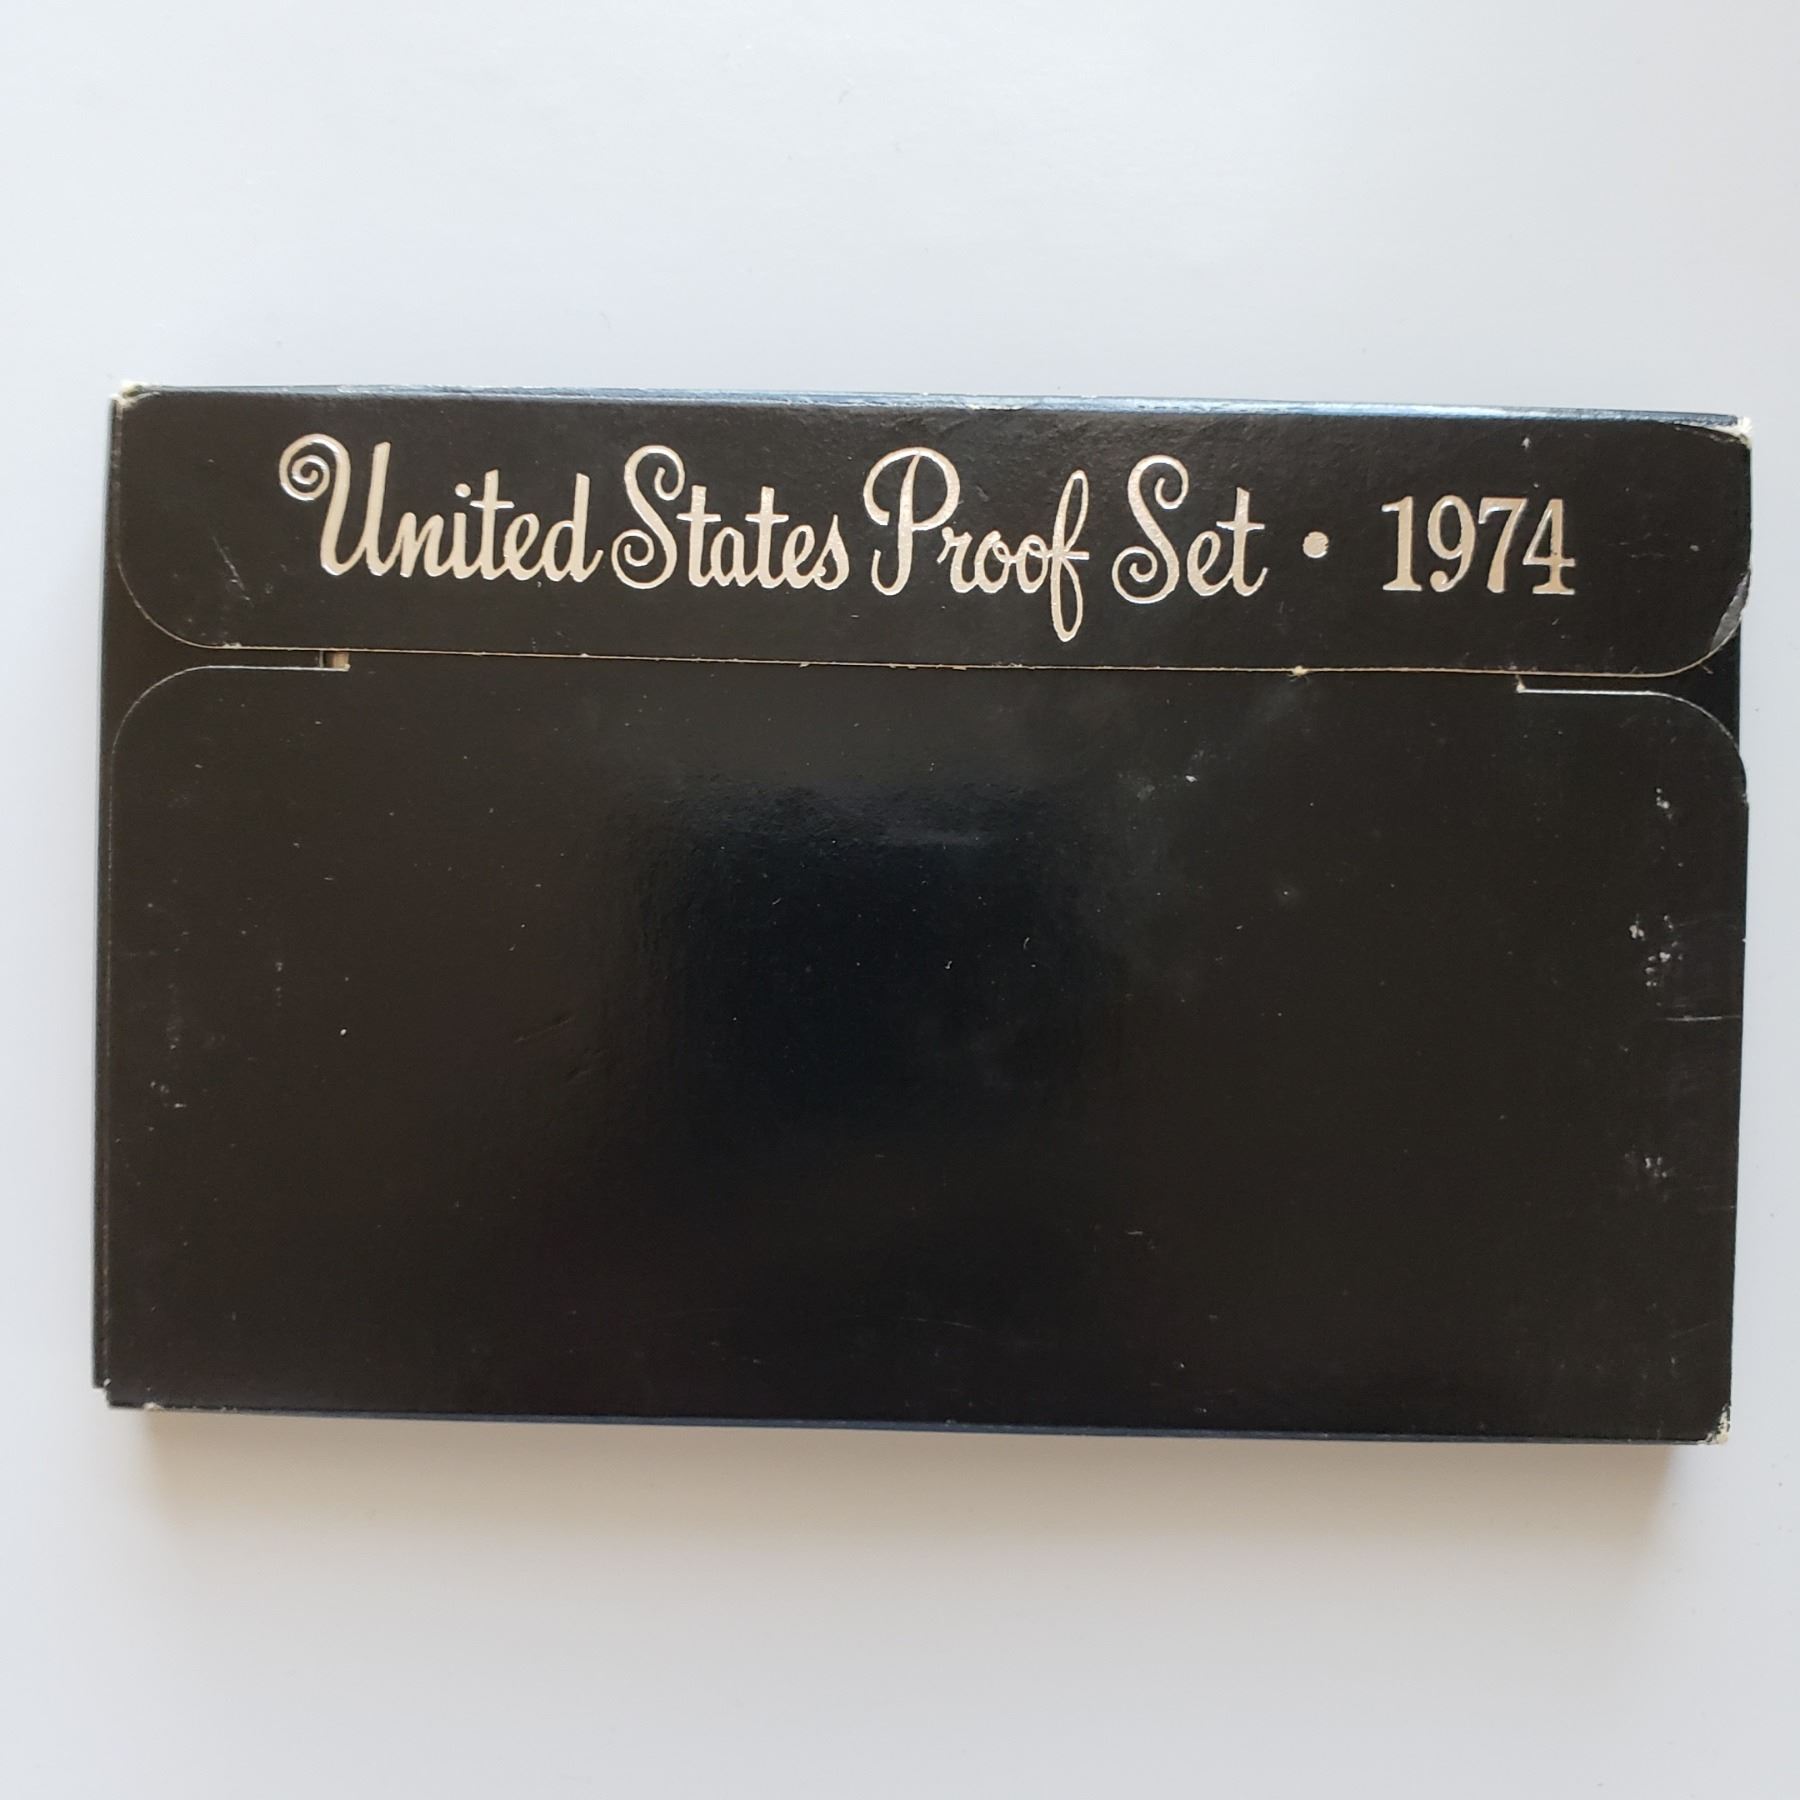 United States Proof Set • 1974